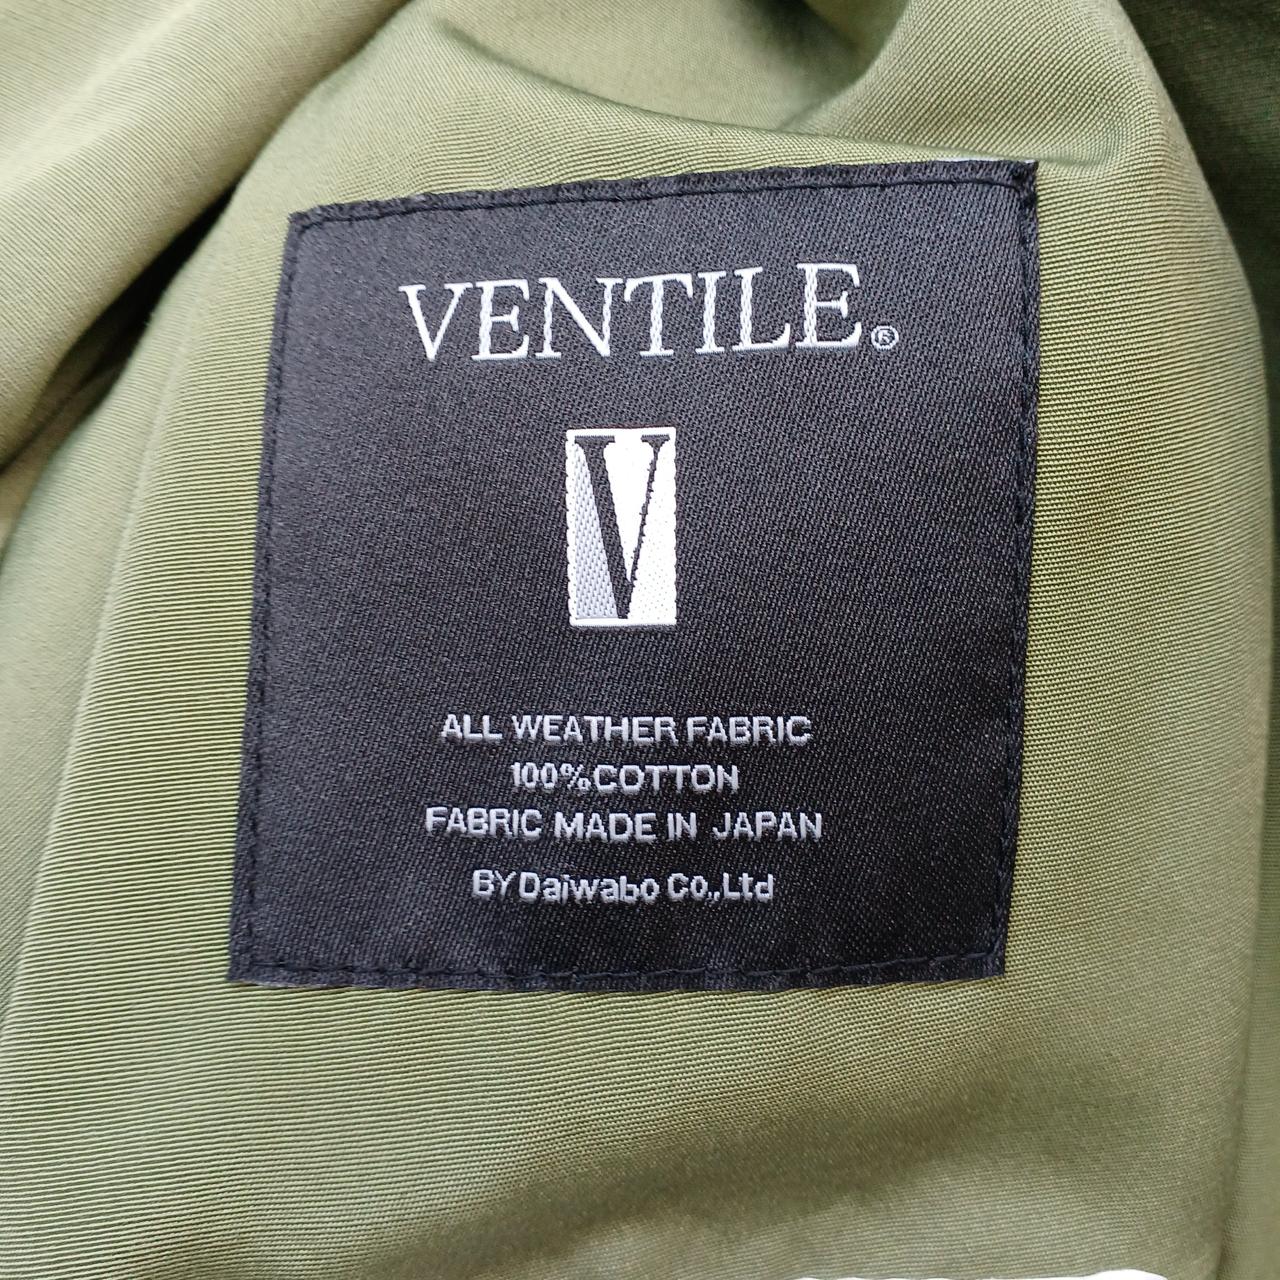 VENTILE®
V
ALL WEATHER FABRIC
100%COTTON
FABRIC MADE IN JAPAN
BY Daiwabo Co.,Ltd